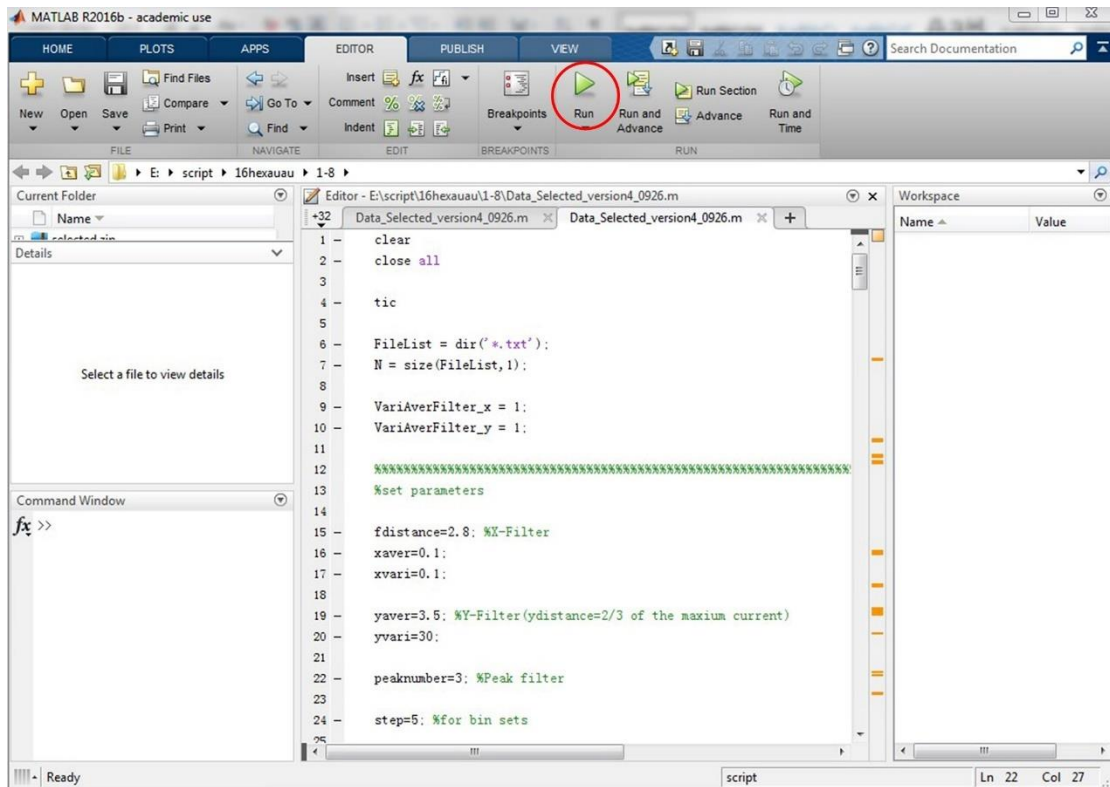 MATLAB R2016b - academic use
HOME PLOTS APPS EDITOR PUBLISH VIEW Search Documentation
New Open Save Find Files Compare Print
FILE
Go To Find
NAVIGATE
Insert fx
Comment %
Indent
EDIT
Breakpoints
BREAKPOINTS
Run Run and Advance Run Section Advance Run and Time
RUN
E: script 16hexauau 1-8
Current Folder
Name
Details
Select a file to view details
Command Window
fx >>
Editor - E:\script\16hexauau\1-8\Data_Selected_version4_0926.m
+32 Data_Selected_version4_0926.m Data_Selected_version4_0926.m +
1 – clear
2 – close all
3
4 – tic
5
6 – FileList = dir('*.txt');
7 – N = size(FileList,1);
8
9 – VariAverFilter_x = 1;
10 – VariAverFilter_y = 1;
11
12
13 %set parameters
14
15 – fdistance=2.8; %X-Filter
16 – xaver=0.1;
17 – xvari=0.1;
18
19 – yaver=3.5; %Y-Filter(ydistance=2/3 of the maxium current)
20 – yvari=30;
21
22 – peaknumber=3; %Peak filter
23
24 – step=5; %for bin sets
Workspace
Name Value
Ready script Ln 22 Col 27